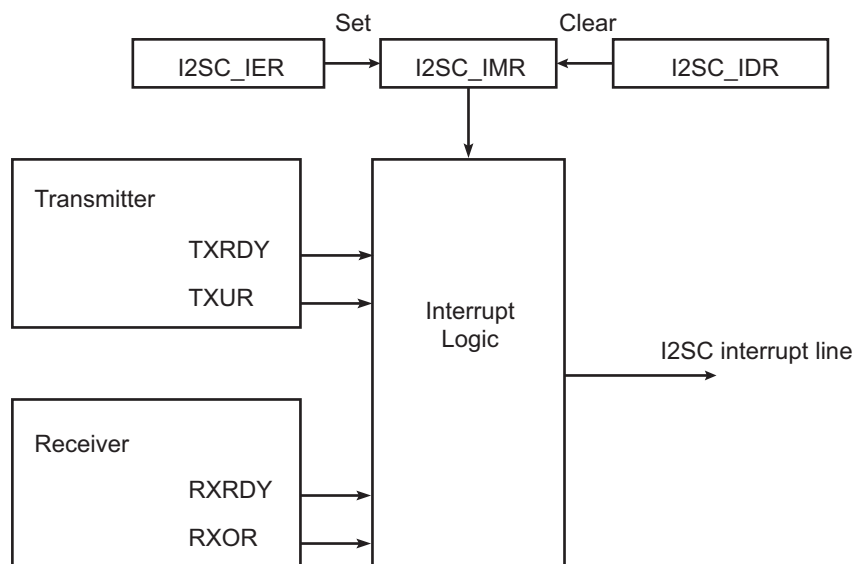 Set
Clear
I2SC_IER
I2SC_IMR
I2SC_IDR
Transmitter
TXRDY
TXUR
Interrupt
Logic
I2SC interrupt line
Receiver
RXRDY
RXOR